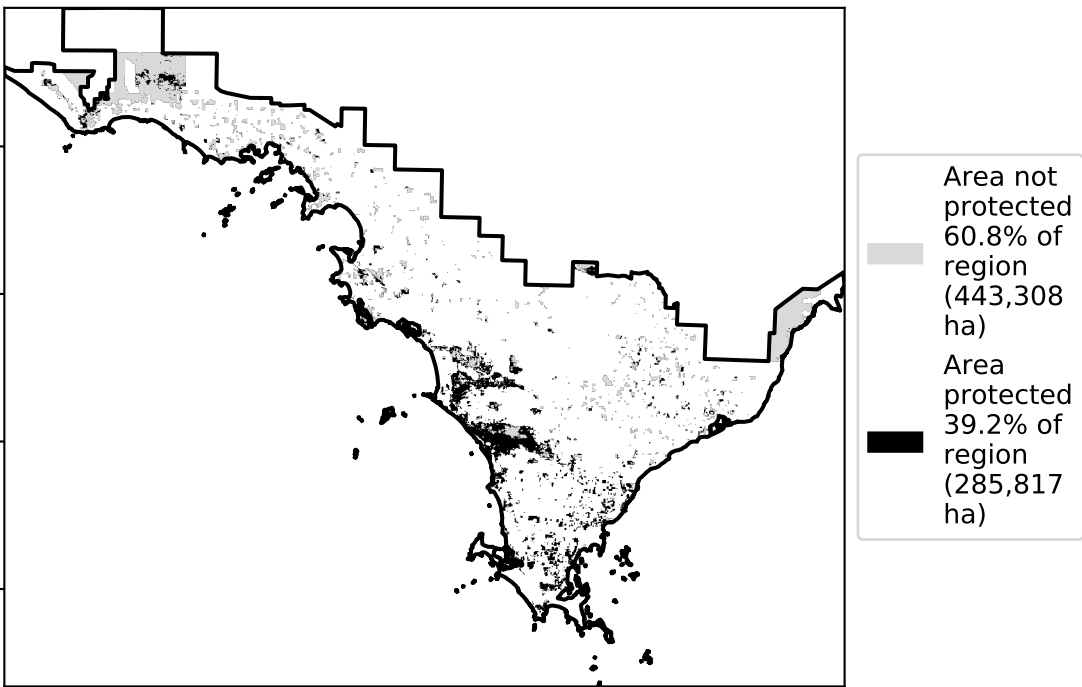 Area not
protected
60.8% of
region
(443,308
ha)
Area
protected
39.2% of
region
(285,817
ha)